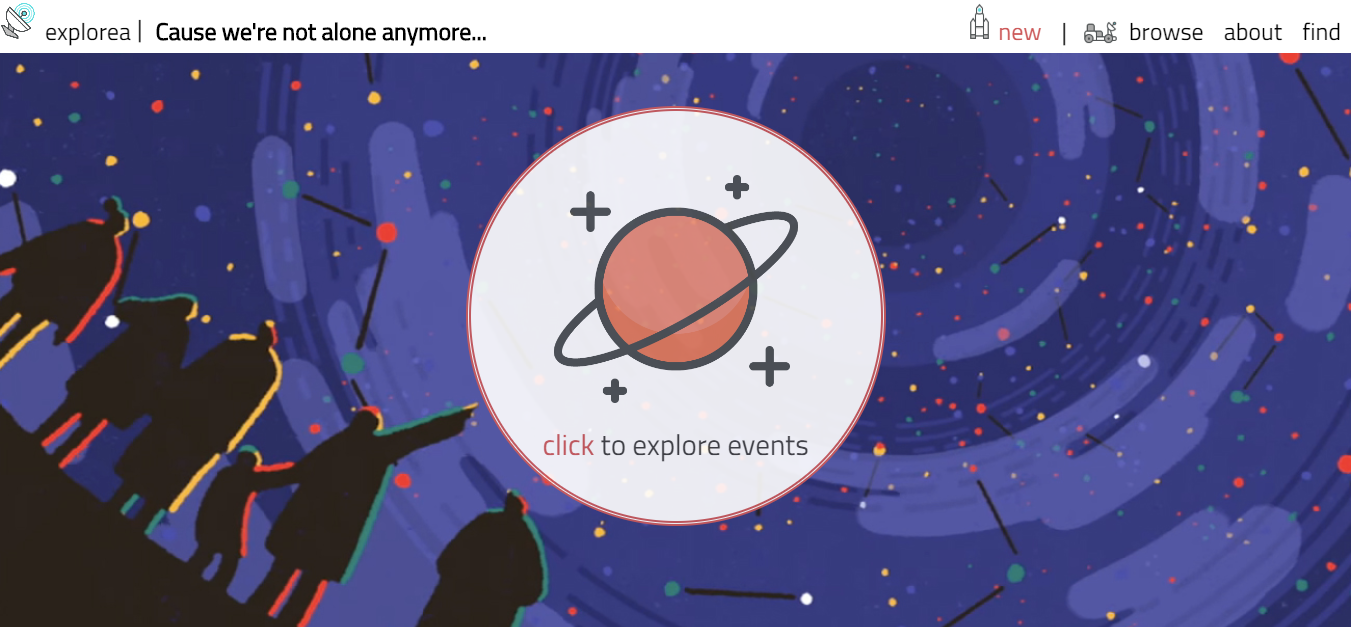 explorea | Cause we're not alone anymore... new | browse about find
click to explore events